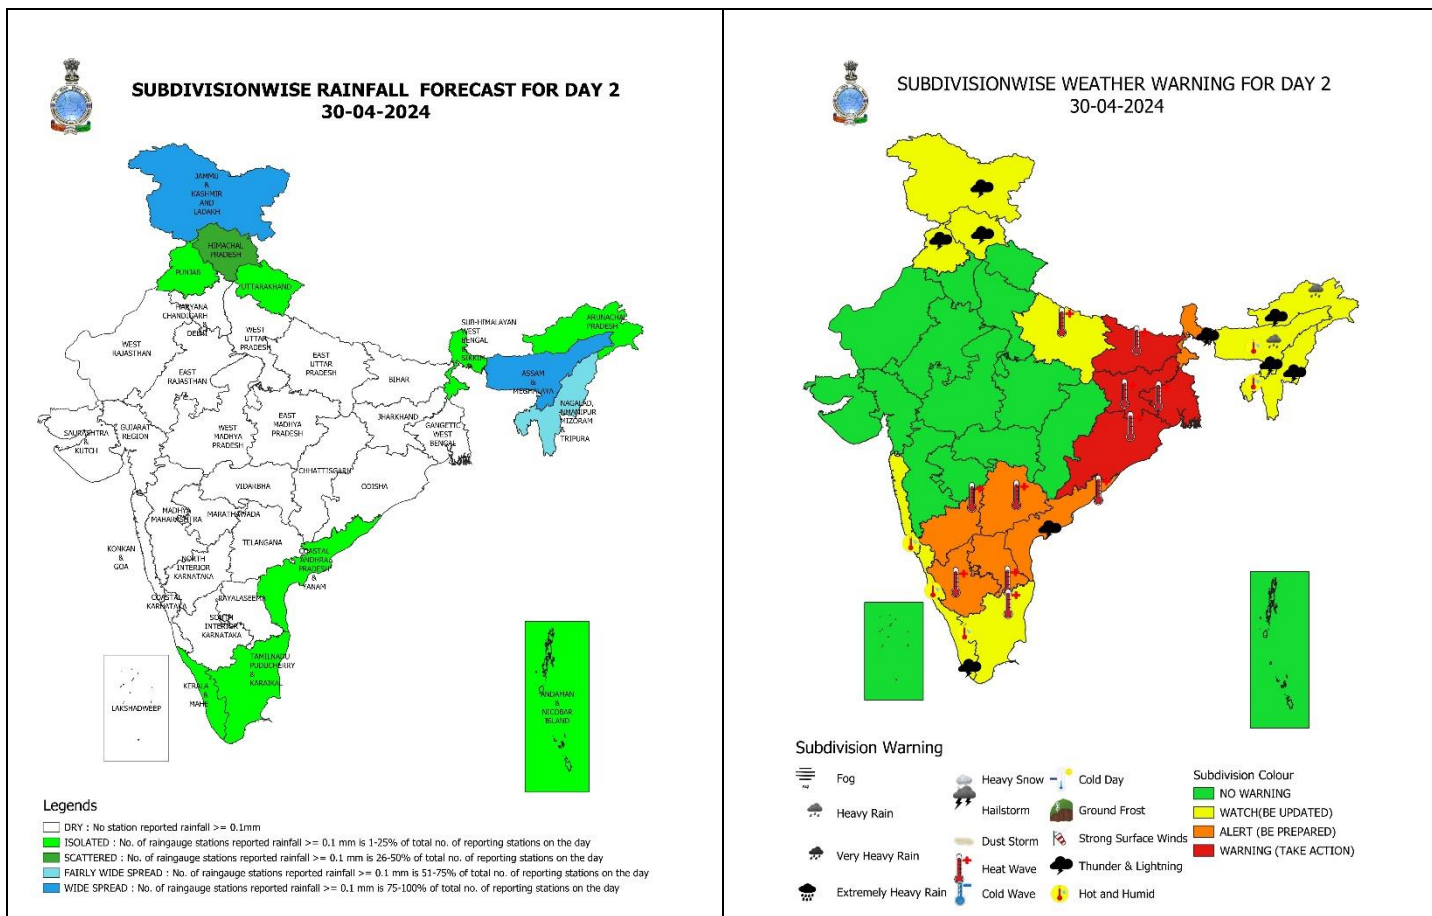 SUBDIVISIONWISE RAINFALL FORECAST FOR DAY 2
30-04-2024
JAMMU
&
KASHMIR
AND
LADAKH
HIMACHAL
PRADESH
PUNJAB
UTTARAKHAND
HARYANA
CHANDIGARH
&
DELHI
WEST
UTTAR
PRADESH
WEST
RAJASTHAN
EAST
RAJASTHAN
EAST
UTTAR
PRADESH
SUB-HIMALAYAN
WEST
BENGAL
&
SIKKIM
ARUNACHAL
PRADESH
ASSAM
&
MEGHALAYA
NAGALAD,
MANIPUR
MIZORAM
&
TRIPURA
BIHAR
JHARKHAND
GANGETIC
WEST
BENGAL
SAURASHTRA
&
KUTCH
GUJARAT
REGION
WEST
MADHYA
PRADESH
EAST
MADHYA
PRADESH
CHHATTISGARH
ODISHA
VIDARBHA
MADHYA
MAHARASHTRA
MARATHAWADA
TELANGANA
KONKAN
&
GOA
NORTH
INTERIOR
KARNATAKA
COASTAL
ANDHRA
PRADESH
&
YANAM
COASTAL
KARNATAKA
RAYALASEEMA
SOUTH
INTERIOR
KARNATAKA
TAMILNADU
PUDUCHERRY
&
KARAIKAL
KERALA
&
MAHE
LAKSHADWEEP
ANDAMAN
&
NICOBAR
ISLAND
Legends
DRY : No station reported rainfall >= 0.1mm
ISOLATED : No. of raingauge stations reported rainfall >= 0.1 mm is 1-25% of total no. of reporting stations on the day
SCATTERED : No. of raingauge stations reported rainfall >= 0.1 mm is 26-50% of total no. of reporting stations on the day
FAIRLY WIDE SPREAD : No. of raingauge stations reported rainfall >= 0.1 mm is 51-75% of total no. of reporting stations on the day
WIDE SPREAD : No. of raingauge stations reported rainfall >= 0.1 mm is 75-100% of total no. of reporting stations on the day
SUBDIVISIONWISE WEATHER WARNING FOR DAY 2
30-04-2024
Subdivision Warning
Fog
Heavy Rain
Very Heavy Rain
Extremely Heavy Rain
Heavy Snow
Hailstorm
Dust Storm
Heat Wave
Cold Wave
Cold Day
Ground Frost
Strong Surface Winds
Thunder & Lightning
Hot and Humid
Subdivision Colour
NO WARNING
WATCH(BE UPDATED)
ALERT (BE PREPARED)
WARNING (TAKE ACTION)